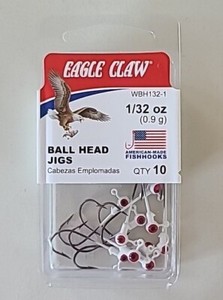 EAGLE CLAW
WBH132-1
1/32 oz
(0.9 g)
BALL HEAD
JIGS
Cabezas Emplomadas
AMERICAN-MADE
FISHHOOKS
QTY 10